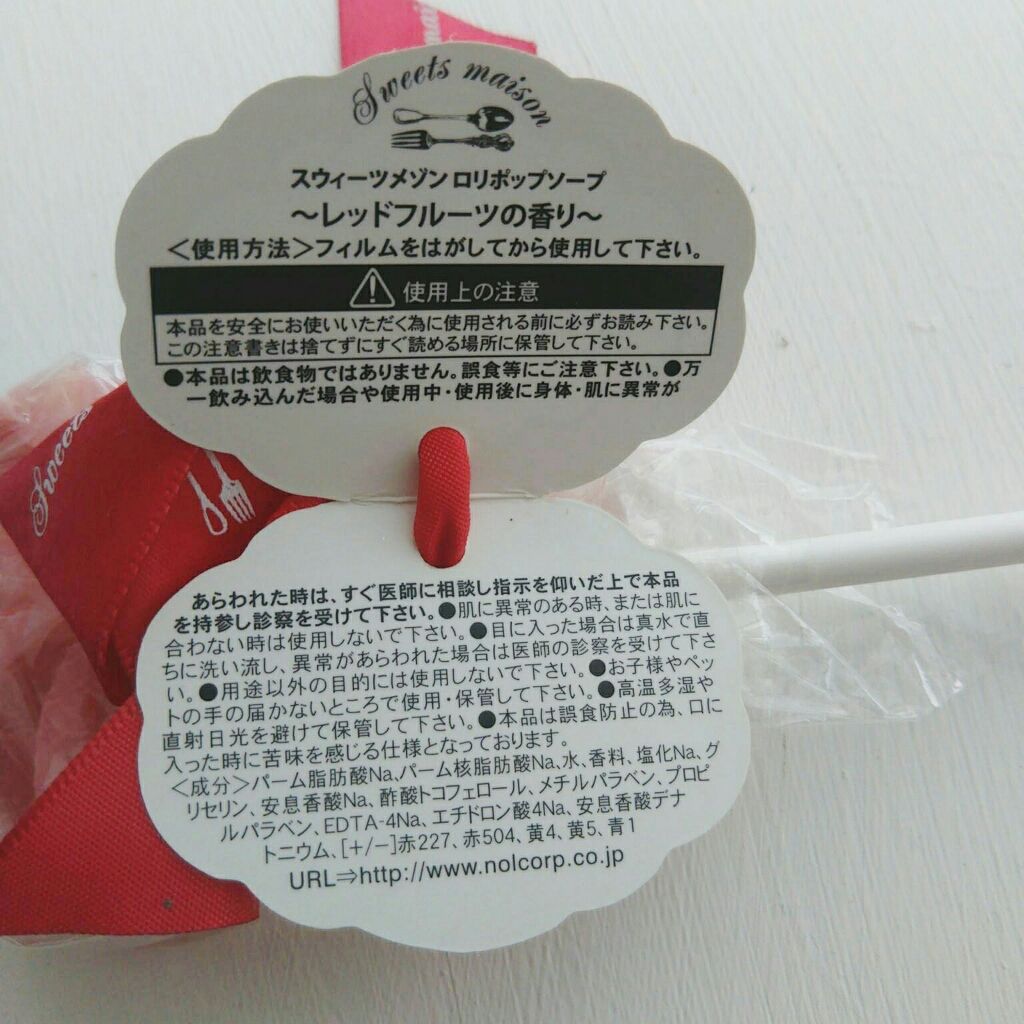 Sweets maison
スウィーツメゾン ロリポップソープ
〜レッドフルーツの香り〜
＜使用方法＞フィルムをはがしてから使用して下さい。
使用上の注意
本品を安全にお使いいただく為に使用される前に必ずお読み下さい。
この注意書きは捨てずにすぐ読める場所に保管して下さい。
●本品は飲食物ではありません。誤食等にご注意下さい。●万
一飲み込んだ場合や使用中・使用後に身体・肌に異常が
Sweets
あらわれた時は、すぐ医師に相談し指示を仰いだ上で本品
を持参し診察を受けて下さい。●肌に異常のある時、または肌に
合わない時は使用しないで下さい。●目に入った場合は真水で直
ちに洗い流し、異常があらわれた場合は医師の診察を受けて下さ
い。●用途以外の目的には使用しないで下さい。●お子様やペッ
トの手の届かないところで使用・保管して下さい。●高温多湿や
直射日光を避けて保管して下さい。●本品は誤食防止の為、口に
入った時に苦味を感じる仕様となっております。
＜成分＞パーム脂肪酸Na、パーム核脂肪酸Na、水、香料、塩化Na、グ
リセリン、安息香酸Na、酢酸トコフェロール、メチルパラベン、プロピ
ルパラベン、EDTA-4Na、エチドロン酸4Na、安息香酸デナ
トニウム、[+/−]赤227、赤504、黄4、黄5、青1
URL⇒http://www.nolcorp.co.jp